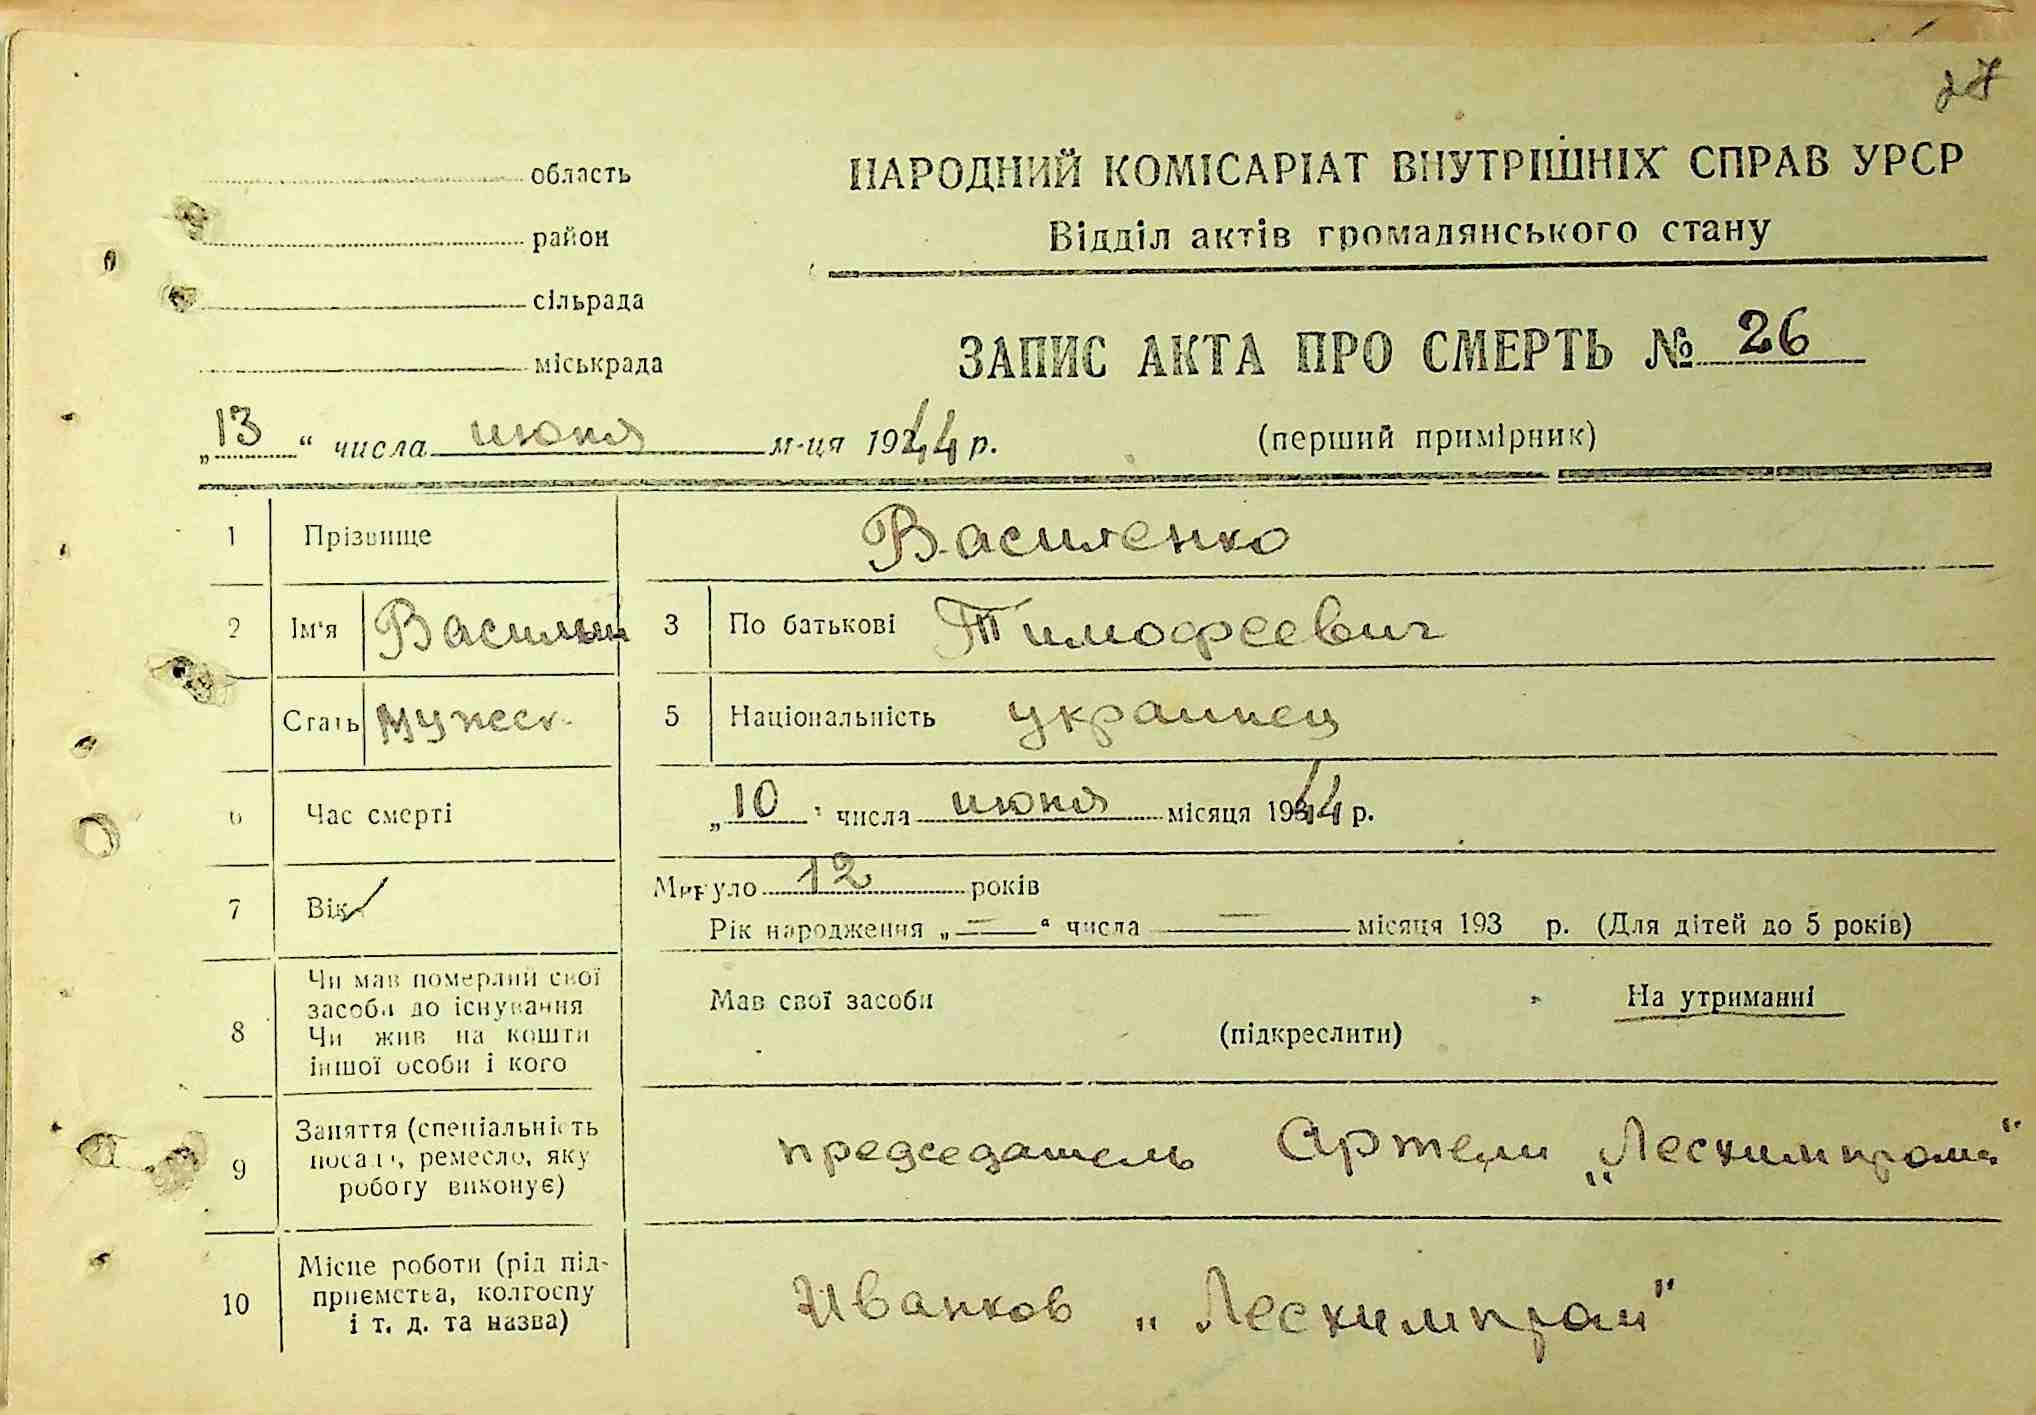 27
область
район
сільрада
міськрада
НАРОДНИЙ КОМІСАРІАТ ВНУТРІШНІХ СПРАВ УРСР
Відділ актів громадянського стану
ЗАПИС АКТА ПРО СМЕРТЬ № 26
(перший примірник)
„13“ числа июня м-ця 1944 р.
1 Прізвище Василенко
2 Ім'я Василий 3 По батькові Тимофеевич
Стать мужеск. 5 Національність украинец
6 Час смерті „10“ числа июня місяця 1944 р.
7 Вік Минуло 12 років
Рік народження „—“ числа — місяця 193 р. (Для дітей до 5 років)
8 Чи мав померлий свої
засоби до існування
Чи жив на кошти
іншої особи і кого
Мав свої засоби На утриманні
(підкреслити)
9 Заняття (спеціальність
посада, ремесло, яку
роботу виконує)
председатель Артели „Лесхимпром“
10 Місце роботи (рід під-
приємства, колгоспу
і т. д. та назва)
Иванков „Лесхимпром“